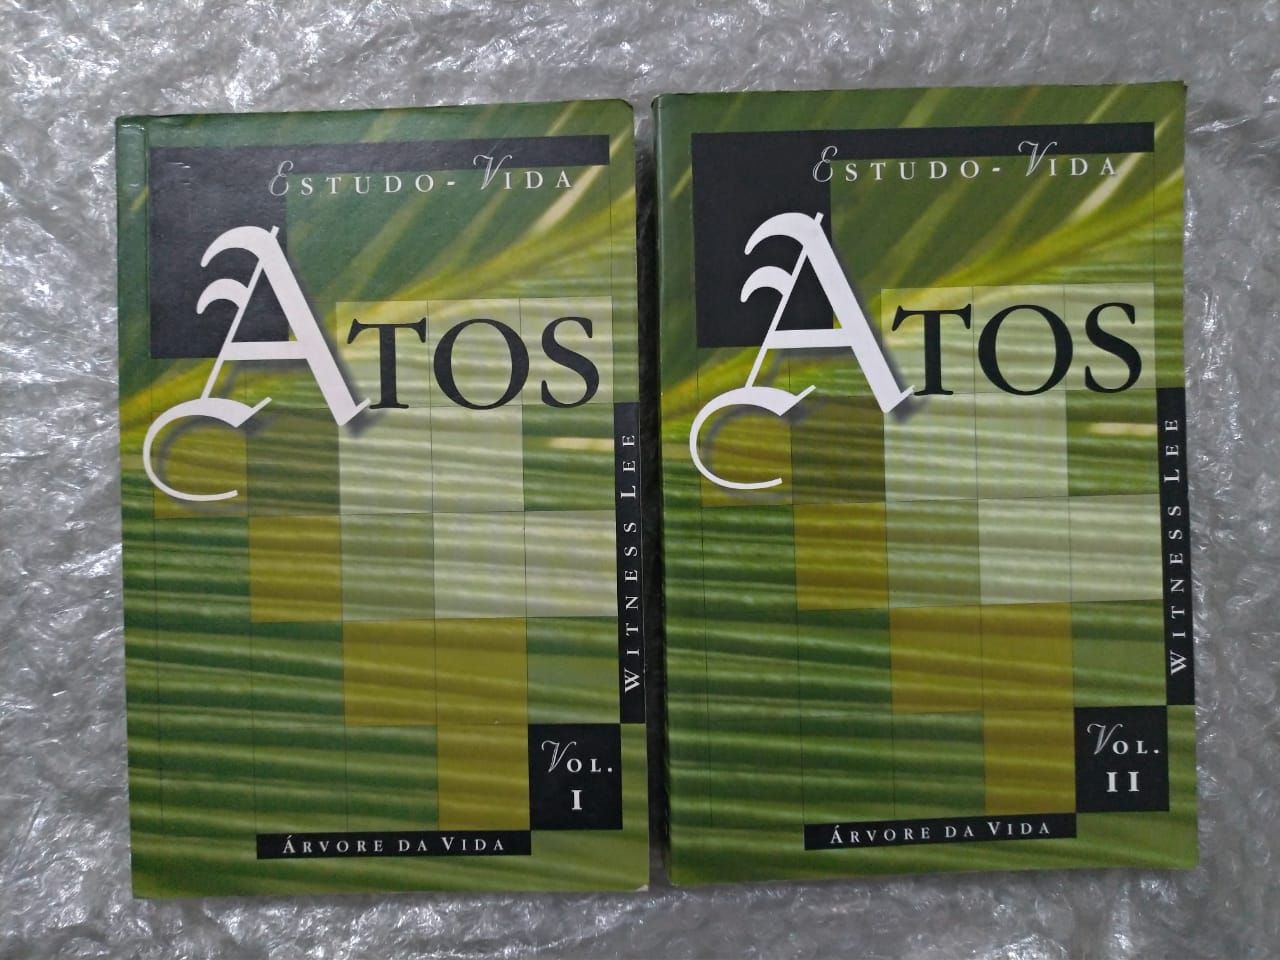 ESTUDO-VIDA
ATOS
WITNESS LEE
VOL.
I
ÁRVORE DA VIDA
ESTUDO-VIDA
ATOS
WITNESS LEE
VOL.
II
ÁRVORE DA VIDA